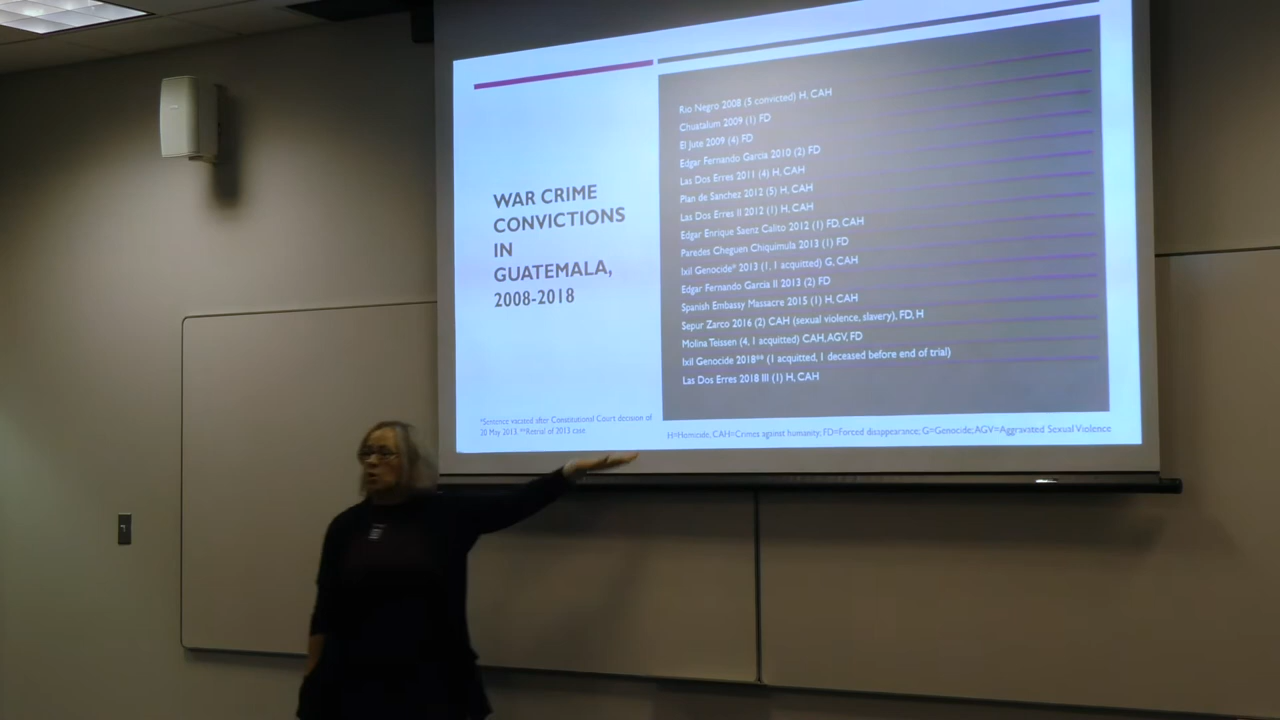 WAR CRIME
CONVICTIONS
IN
GUATEMALA,
2008-2018
*Sentence vacated after Constitutional Court decision of
20 May 2013, **Retrial of 2013 case
Rio Negro 2008 (5 convicted) H, CAH
Chuatalum 2009 (1) FD
El Jute 2009 (4) FD
Edgar Fernando Garcia 2010 (2) FD
Las Dos Erres 2011 (4) H, CAH
Plan de Sanchez 2012 (5) H, CAH
Las Dos Erres II 2012 (1) H, CAH
Edgar Enrique Saenz Calito 2012 (1) FD, CAH
Paredes Cheguen Chiquimula 2013 (1) FD
Ixil Genocide* 2013 (1, 1 acquitted) G, CAH
Edgar Fernando Garcia II 2013 (2) FD
Spanish Embassy Massacre 2015 (1) H, CAH
Sepur Zarco 2016 (2) CAH (sexual violence, slavery), FD, H
Molina Teissen (4, 1 acquitted) CAH, AGV, FD
Ixil Genocide 2018** (1 acquitted, 1 deceased before end of trial)
Las Dos Erres 2018 III (1) H, CAH
H=Homicide; CAH=Crimes against humanity; FD=Forced disappearance; G=Genocide; AGV=Aggravated Sexual Violence